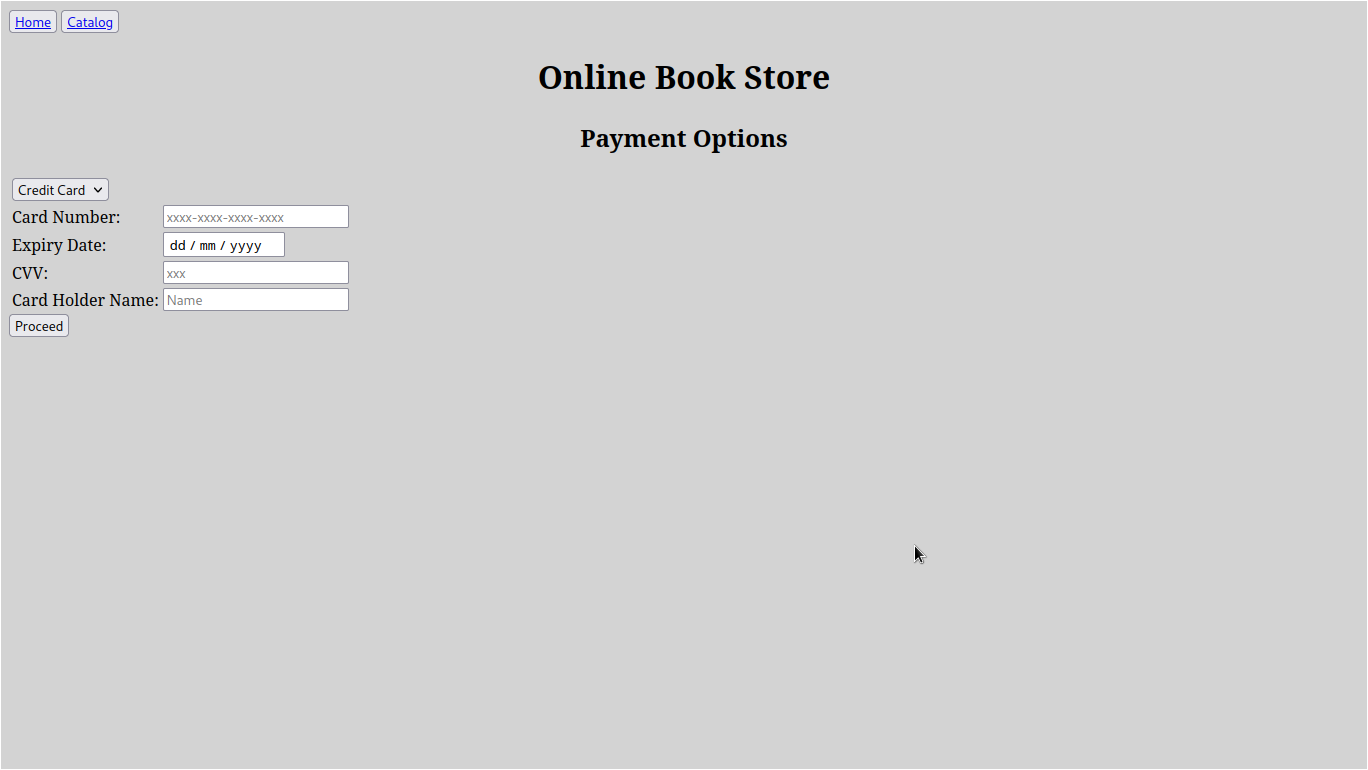 Home Catalog
Online Book Store
Payment Options
Credit Card
Card Number: xxxx-xxxx-xxxx-xxxx
Expiry Date: dd / mm / yyyy
CVV: xxx
Card Holder Name: Name
Proceed